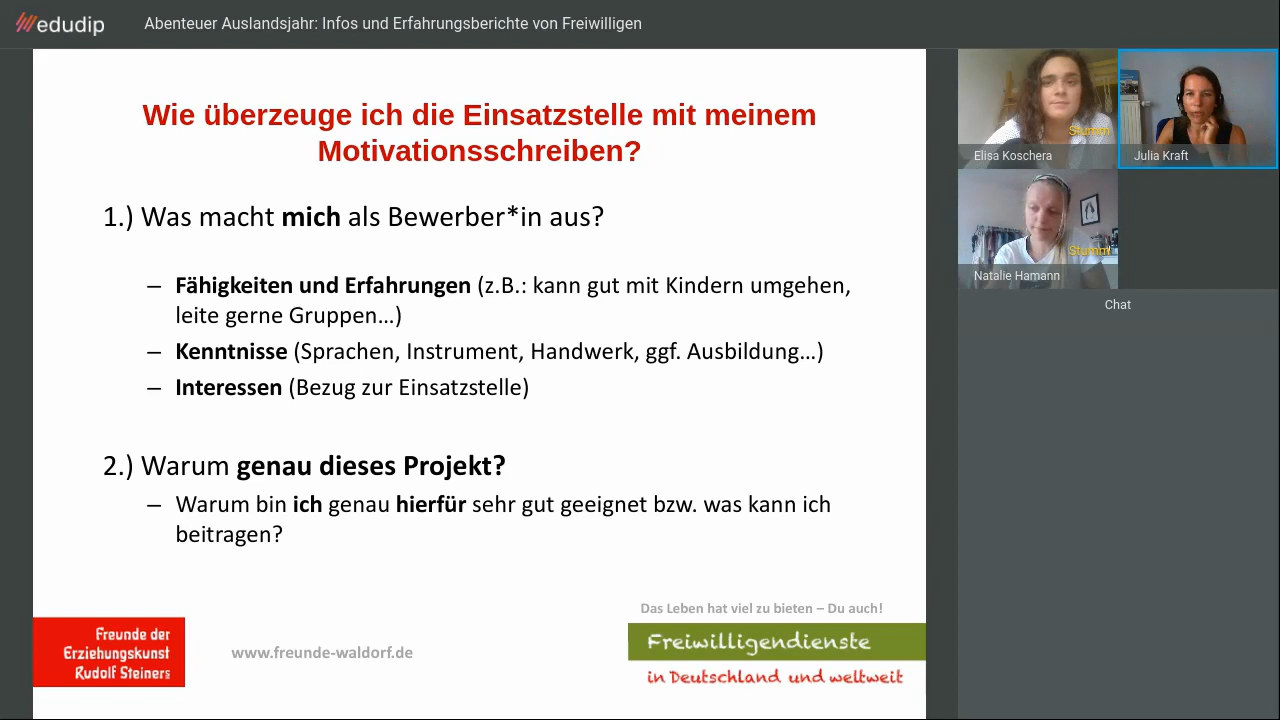 edudip
Abenteuer Auslandsjahr: Infos und Erfahrungsberichte von Freiwilligen
Wie überzeuge ich die Einsatzstelle mit meinem
Motivationsschreiben?
1.) Was macht mich als Bewerber*in aus?
– Fähigkeiten und Erfahrungen (z.B.: kann gut mit Kindern umgehen,
leite gerne Gruppen…)
– Kenntnisse (Sprachen, Instrument, Handwerk, ggf. Ausbildung…)
– Interessen (Bezug zur Einsatzstelle)
2.) Warum genau dieses Projekt?
– Warum bin ich genau hierfür sehr gut geeignet bzw. was kann ich
beitragen?
Freunde der
Erziehungskunst
Rudolf Steiners
www.freunde-waldorf.de
Das Leben hat viel zu bieten – Du auch!
Freiwilligendienste
in Deutschland und weltweit
Stumm
Elisa Koschera
Julia Kraft
Stumm
Natalie Hamann
Chat